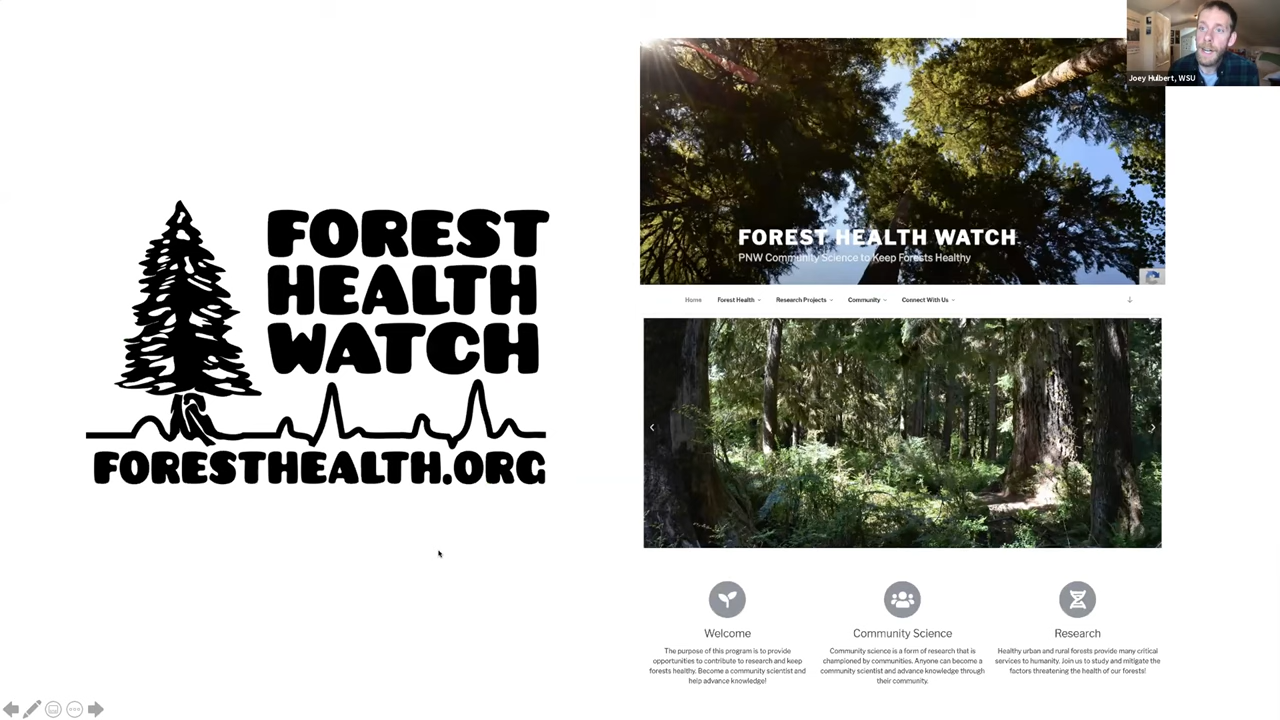 Joey Hulbert, WSU
FOREST
HEALTH
WATCH
FORESTHEALTH.ORG
FOREST HEALTH WATCH
PNW Community Science to Keep Forests Healthy
Home Forest Health Research Projects Community Connect With Us
Welcome
The purpose of this program is to provide
opportunities to contribute to research and keep
forests healthy. Become a community scientist and
help advance knowledge!
Community Science
Community science is a form of research that is
championed by communities. Anyone can become a
community scientist and advance knowledge through
their community.
Research
Healthy urban and rural forests provide many critical
services to humanity. Join us to study and mitigate the
factors threatening the health of our forests!